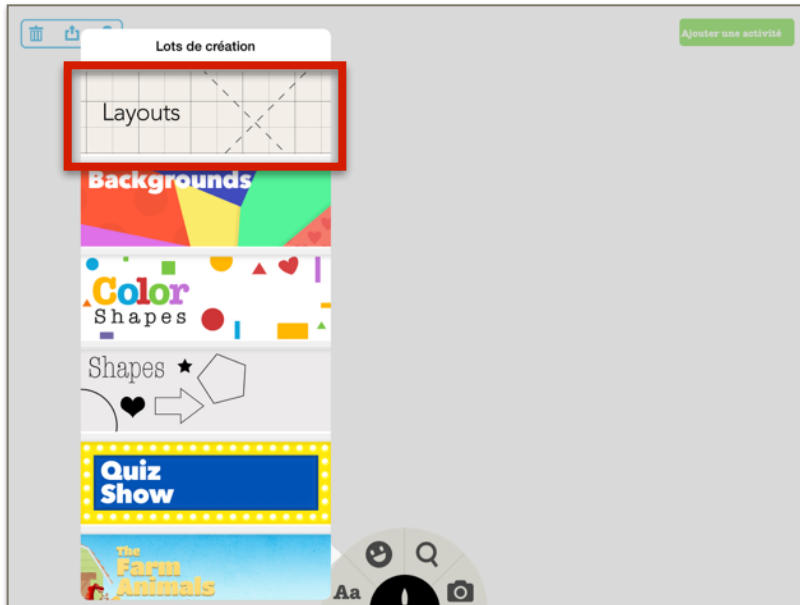 Lots de création
Ajouter une activité
Layouts
Backgrounds
Color
Shapes
Shapes
Quiz
Show
The
Farm
Animals
Aa